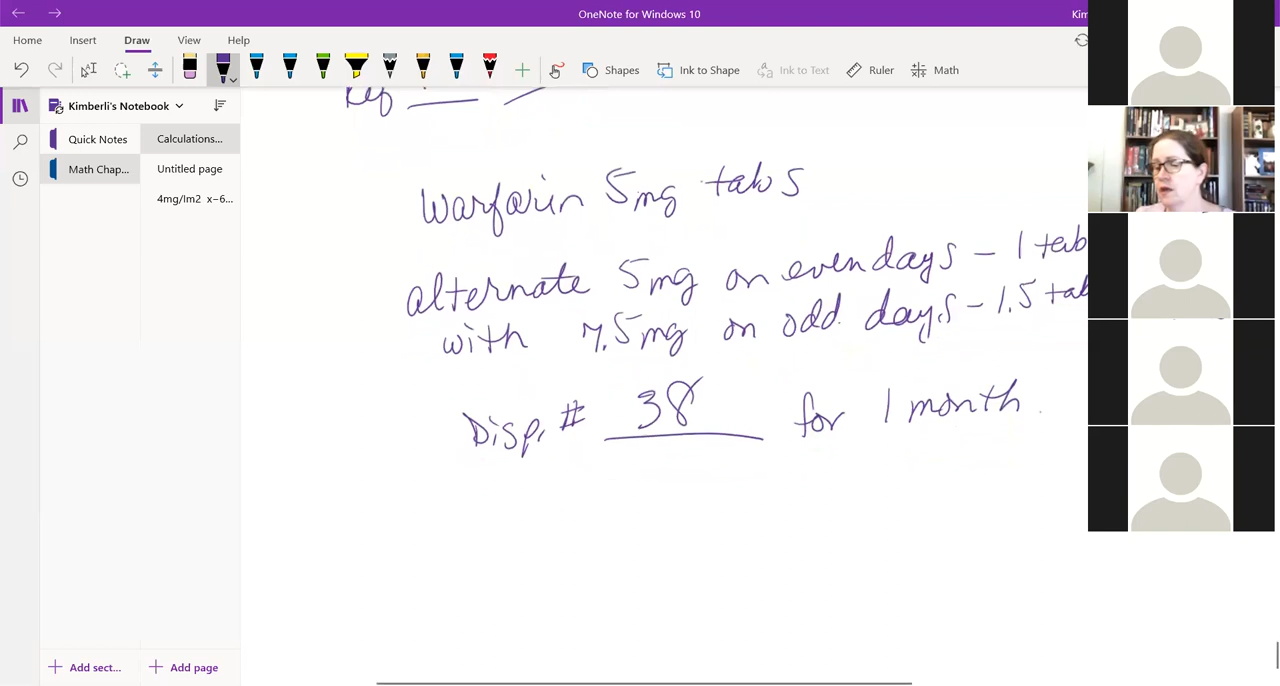 OneNote for Windows 10
Kim
Home Insert Draw View Help
Shapes Ink to Shape Ink to Text Ruler Math
Kimberli's Notebook
Quick Notes
Math Chap...
Calculations...
Untitled page
4mg/Im2 x-6...
Ref
Warfarin 5mg tabs
alternate 5mg on even days - 1 tab
with 7.5mg on odd days - 1.5 tab
Disp. # 38 for 1 month.
Add sect... Add page